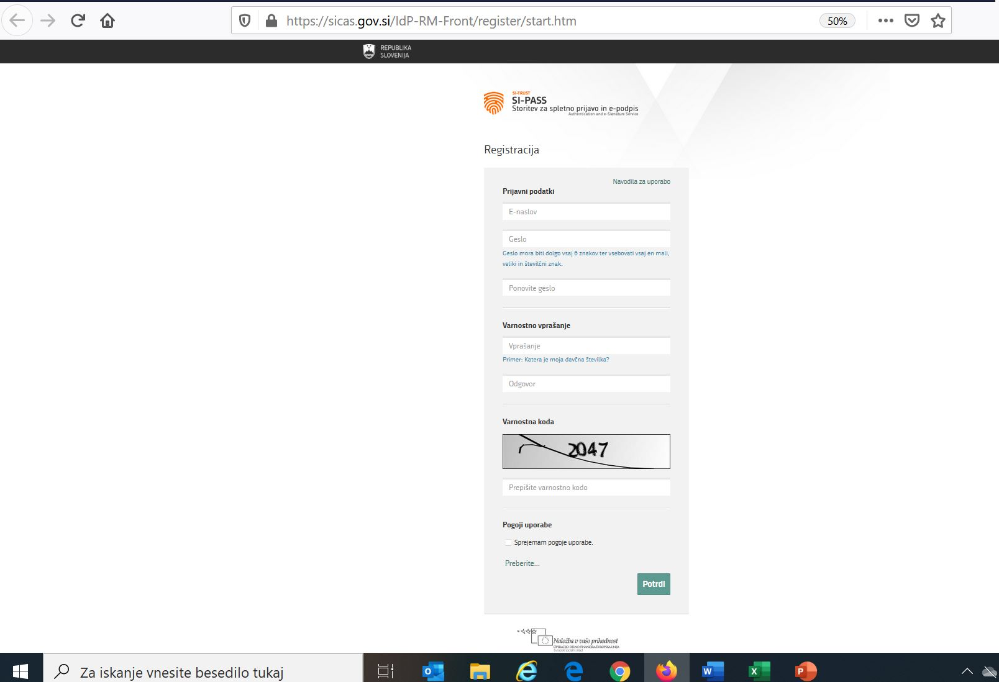 https://sicas.gov.si/IdP-RM-Front/register/start.htm
50%
REPUBLIKA
SLOVENIJA
SI-TRUST
SI-PASS
Storitev za spletno prijavo in e-podpis
Authentication and e-Signature Service
Registracija
Navodila za uporabo
Prijavni podatki
E-naslov
Geslo
Geslo mora biti dolgo vsaj 6 znakov ter vsebovati vsaj en mali,
veliki in številčni znak.
Ponovite geslo
Varnostno vprašanje
Vprašanje
Primer: Katera je moja davčna številka?
Odgovor
Varnostna koda
2047
Prepišite varnostno kodo
Pogoji uporabe
Sprejemam pogoje uporabe.
Preberite...
Potrdi
Naložba v vašo prihodnost
OPERACIJO DELNO FINANCIRA EVROPSKA UNIJA
Evropski socialni sklad
Za iskanje vnesite besedilo tukaj